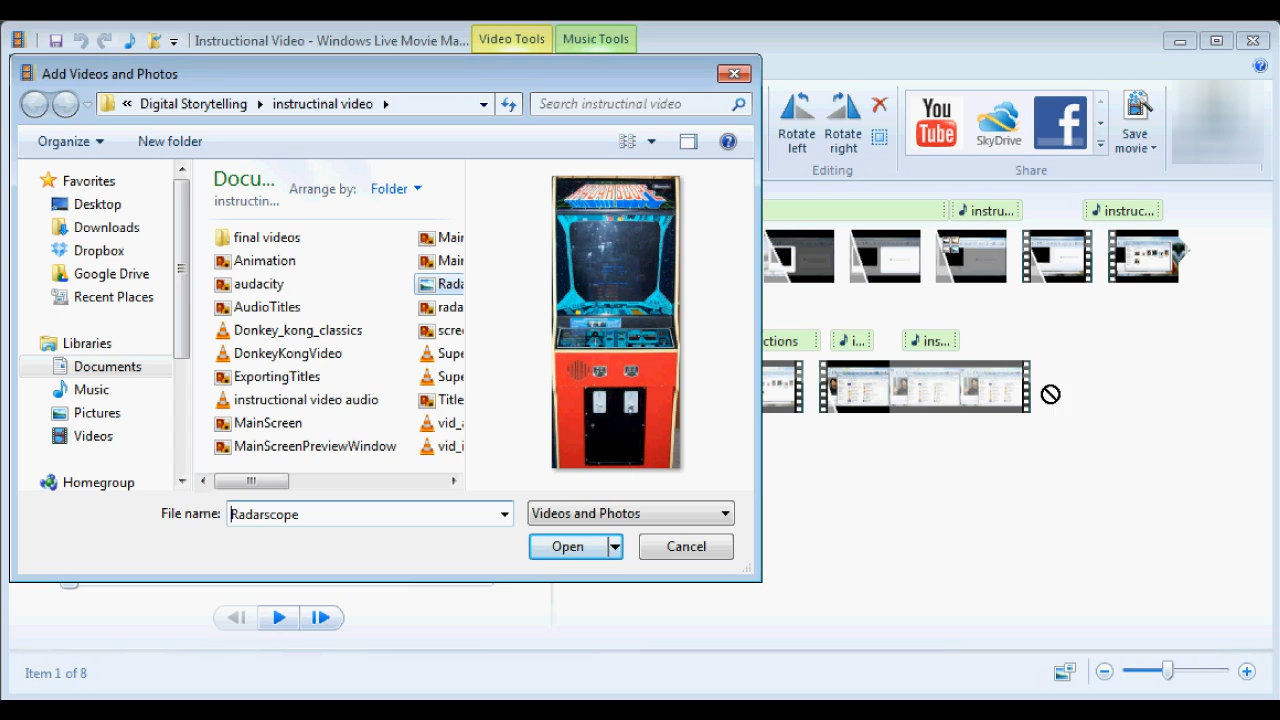 Instructional Video - Windows Live Movie Ma...
Video Tools
Music Tools
Add Videos and Photos
« Digital Storytelling
instructinal video
Search instructinal video
Organize
New folder
Rotate left
Rotate right
Editing
You Tube
SkyDrive
f
Share
Save movie
Favorites
Desktop
Downloads
Dropbox
Google Drive
Recent Places
Libraries
Documents
Music
Pictures
Videos
Homegroup
Docu...
instructin...
Arrange by:
Folder
final videos
Animation
audacity
AudioTitles
Donkey_kong_classics
DonkeyKongVideo
ExportingTitles
instructional video audio
MainScreen
MainScreenPreviewWindow
Main
Main
Rada
rada
scre
Supe
Supe
Title
vid_a
vid_i
File name:
Radarscope
Videos and Photos
Open
Cancel
instru...
instruc...
ctions
i...
ins...
Item 1 of 8